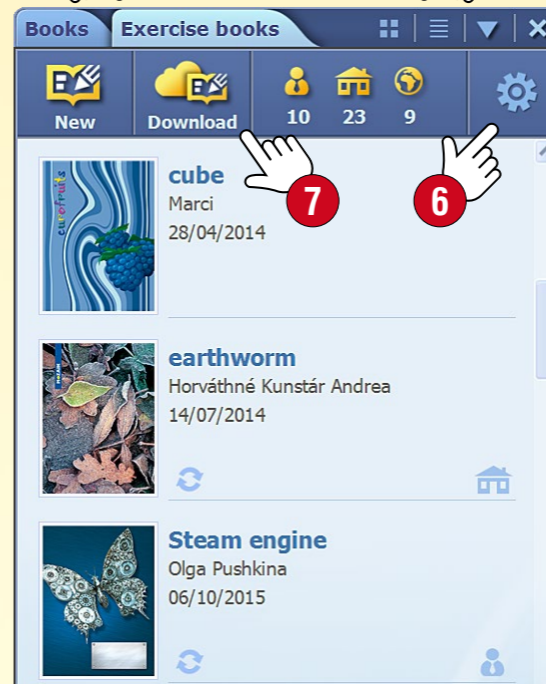 Books Exercise books
New Download 10 23 9
7 6
cube
Marci
28/04/2014
eurofruits
earthworm
Horváthné Kunstár Andrea
14/07/2014
Steam engine
Olga Pushkina
06/10/2015